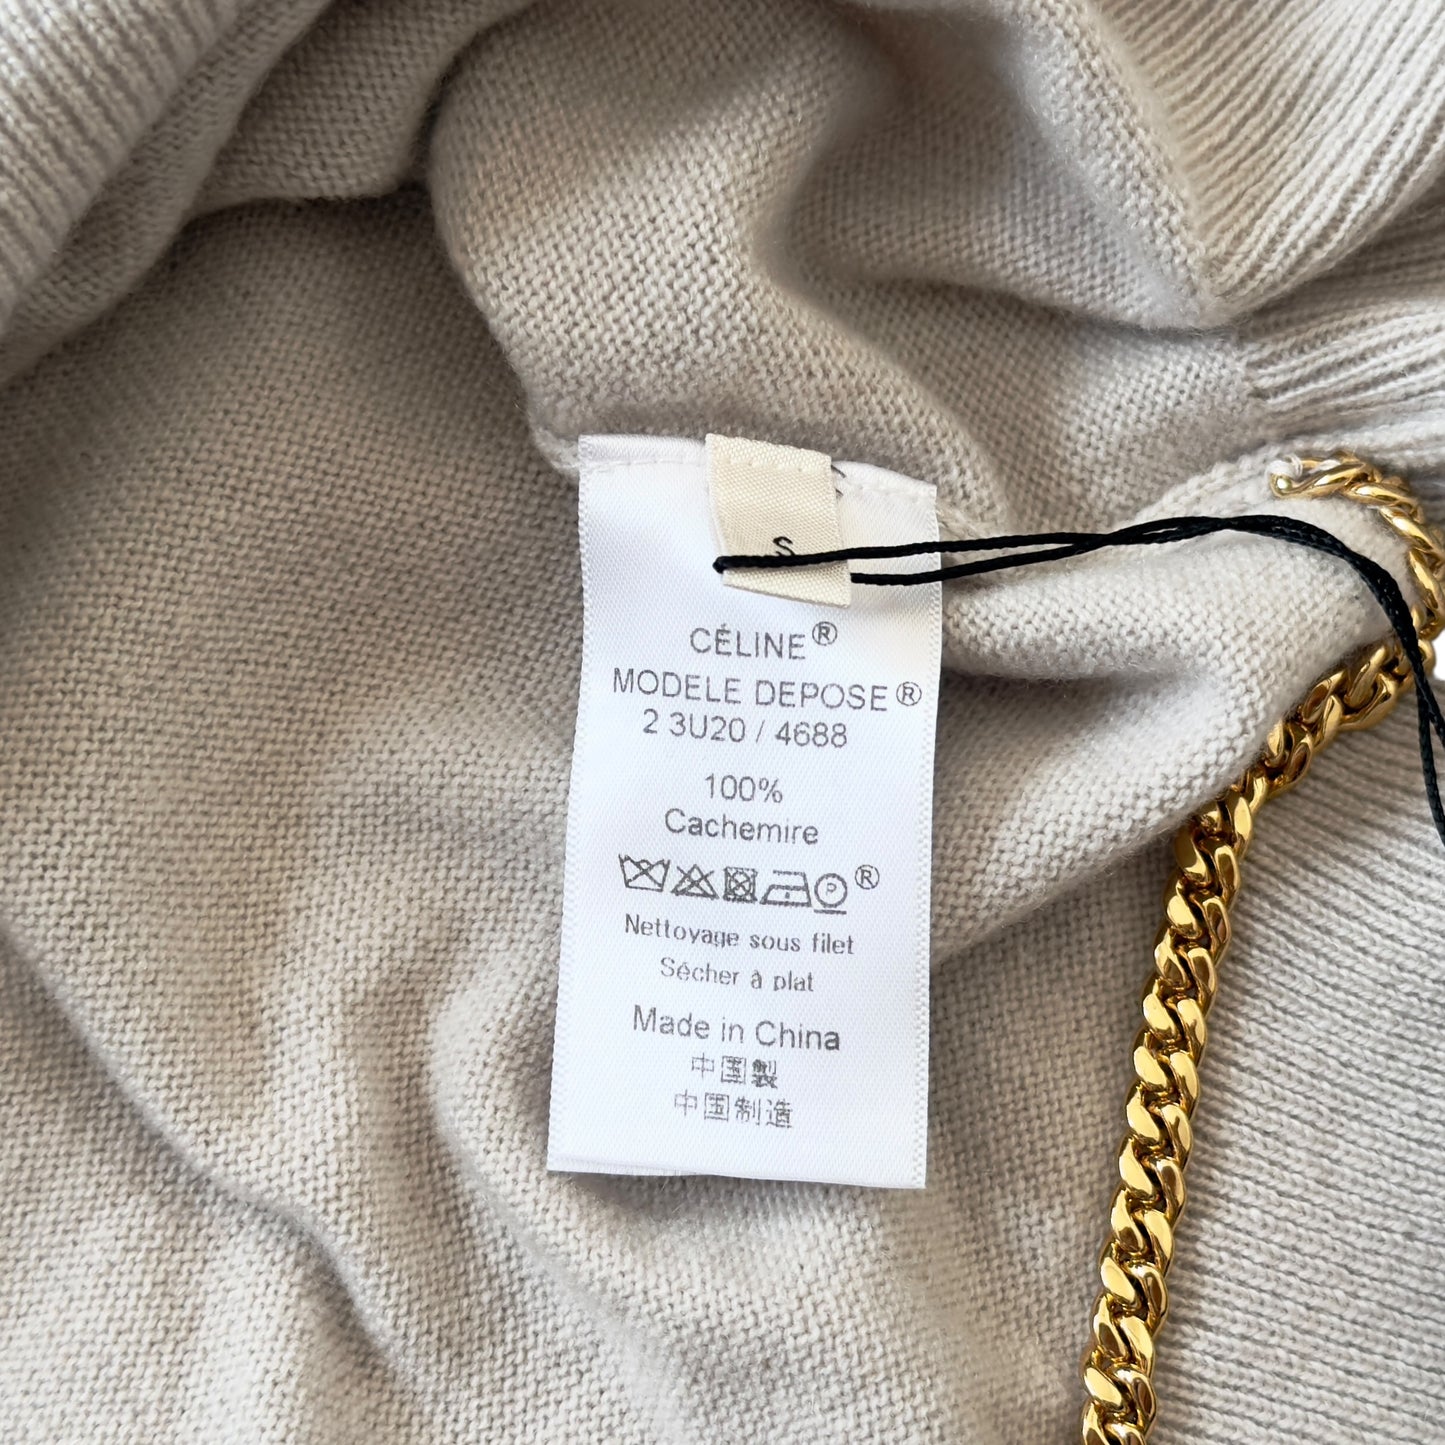 S
CÉLINE®
MODELE DEPOSE®
2 3U20 / 4688
100%
Cachemire
P ®
Nettoyage sous filet
Sécher à plat
Made in China
中国製
中国制造